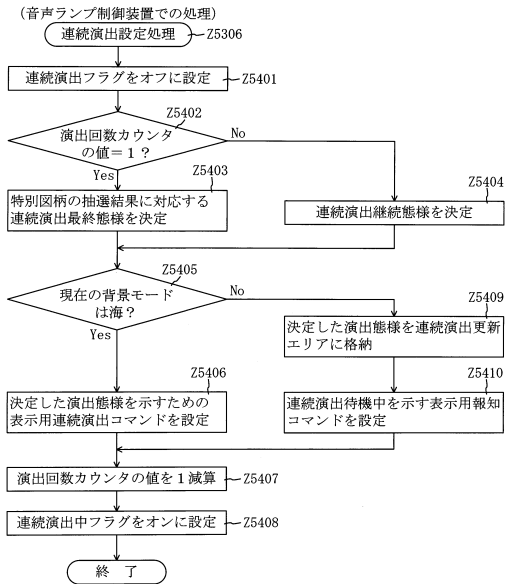 (音声ランプ制御装置での処理)
連続演出設定処理
Z5306
連続演出フラグをオフに設定
Z5401
Z5402
演出回数カウンタ
の値=1?
No
Yes
Z5403
特別図柄の抽選結果に対応する
連続演出最終態様を決定
Z5404
連続演出継続態様を決定
Z5405
現在の背景モード
は海?
No
Yes
Z5409
決定した演出態様を連続演出更新
エリアに格納
Z5406
決定した演出態様を示すための
表示用連続演出コマンドを設定
Z5410
連続演出待機中を示す表示用報知
コマンドを設定
演出回数カウンタの値を1減算
Z5407
連続演出中フラグをオンに設定
Z5408
終 了